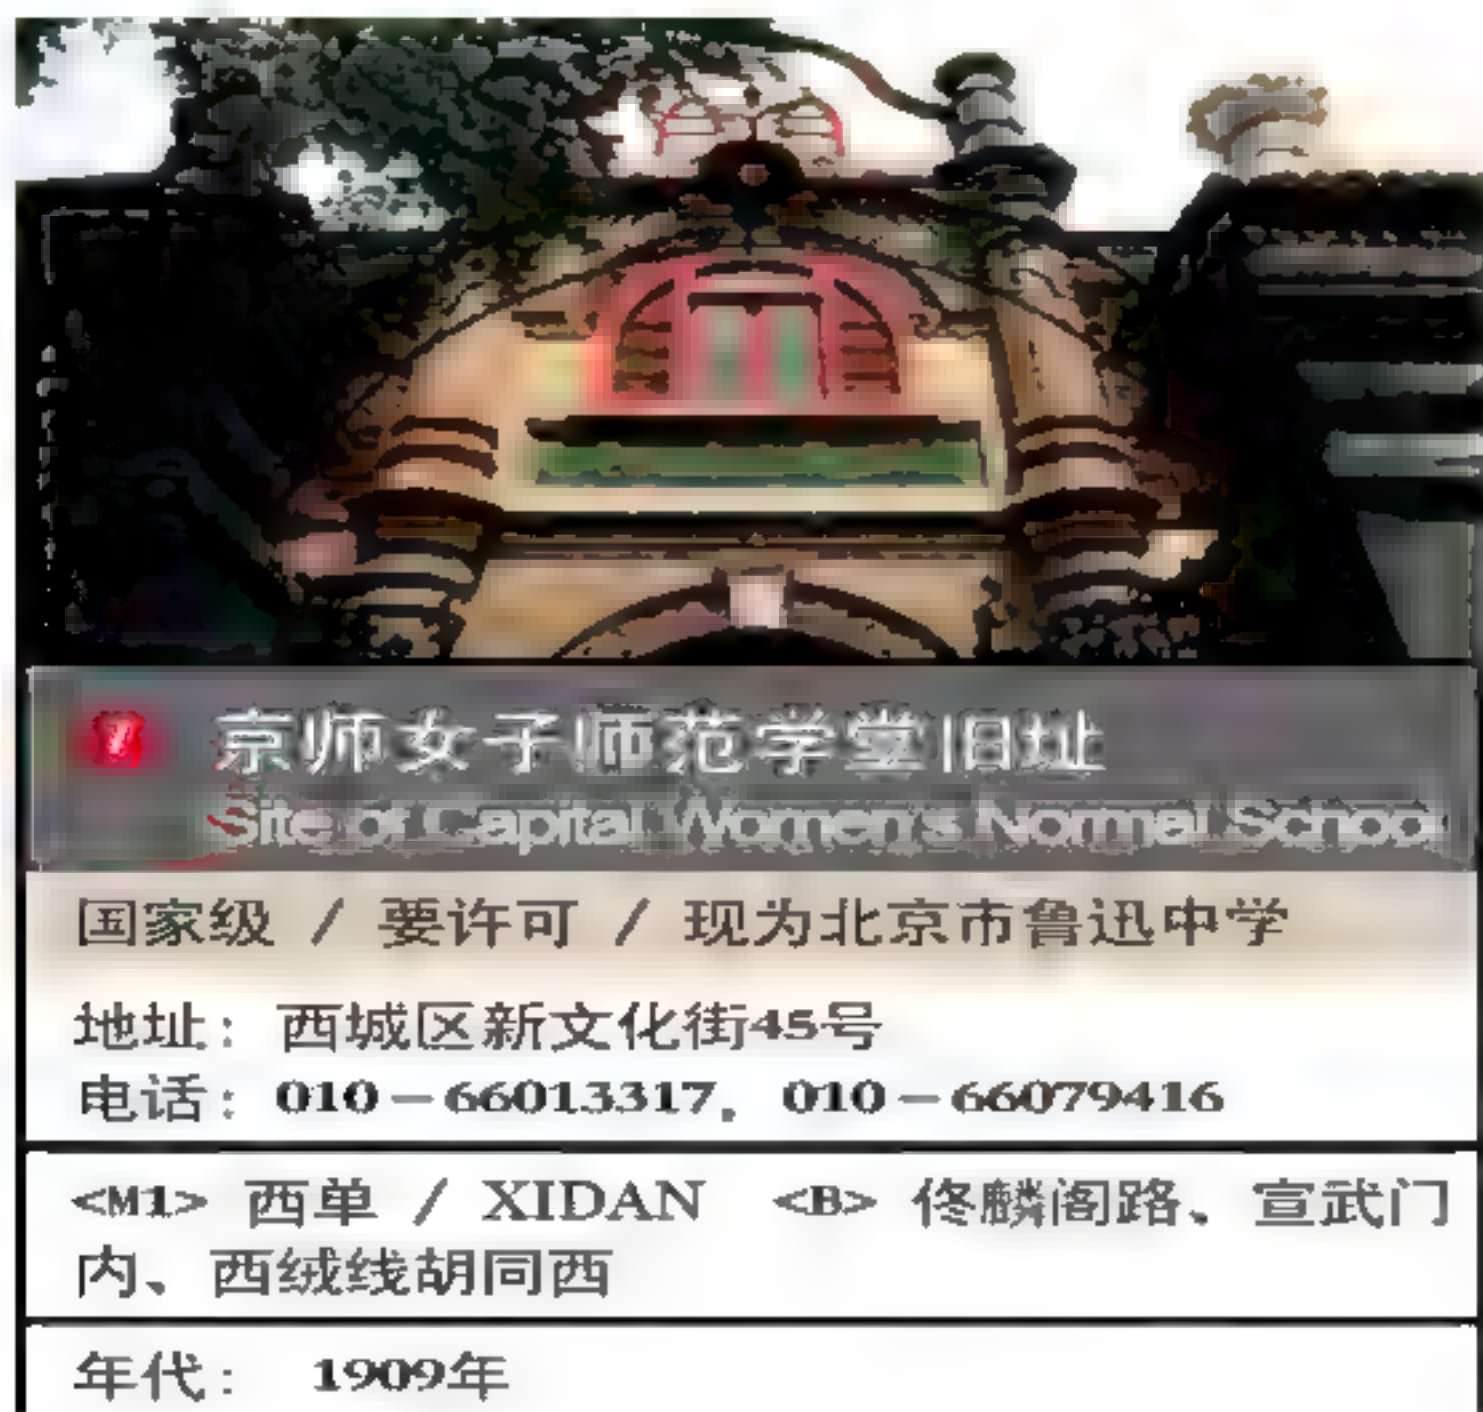 7 京师女子师范学堂旧址
Site of Capital Women's Normal School
国家级 / 要许可 / 现为北京市鲁迅中学
地址：西城区新文化街45号
电话：010－66013317，010－66079416
<M1> 西单 / XIDAN <B> 佟麟阁路、宣武门
内、西绒线胡同西
年代： 1909年